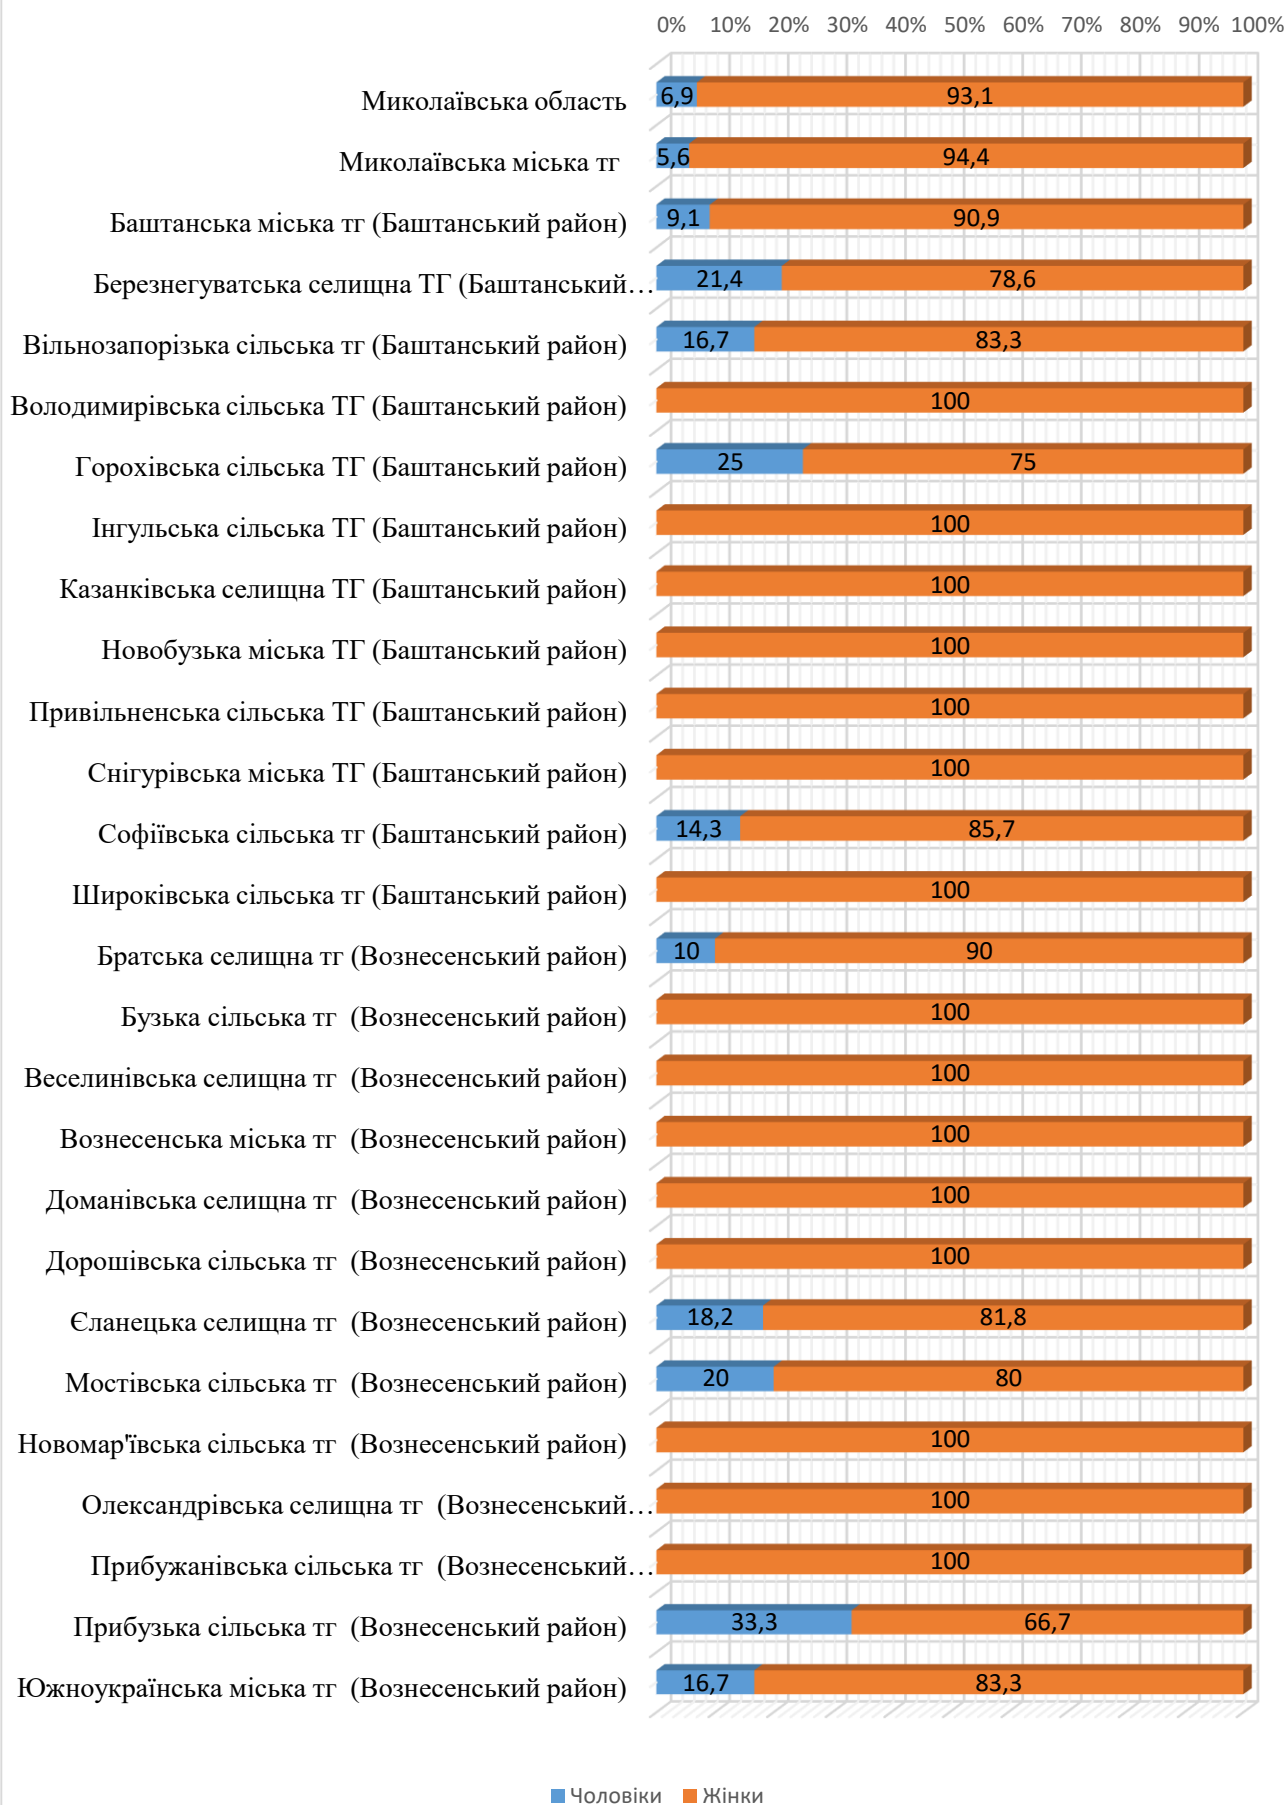 0% 10% 20% 30% 40% 50% 60% 70% 80% 90% 100%
Миколаївська область 6,9 93,1
Миколаївська міська тг 5,6 94,4
Баштанська міська тг (Баштанський район) 9,1 90,9
Березнегуватська селищна ТГ (Баштанський… 21,4 78,6
Вільнозапорізька сільська тг (Баштанський район) 16,7 83,3
Володимирівська сільська ТГ (Баштанський район) 100
Горохівська сільська ТГ (Баштанський район) 25 75
Інгульська сільська ТГ (Баштанський район) 100
Казанківська селищна ТГ (Баштанський район) 100
Новобузька міська ТГ (Баштанський район) 100
Привільненська сільська ТГ (Баштанський район) 100
Снігурівська міська ТГ (Баштанський район) 100
Софіївська сільська тг (Баштанський район) 14,3 85,7
Широківська сільська тг (Баштанський район) 100
Братська селищна тг (Вознесенський район) 10 90
Бузька сільська тг (Вознесенський район) 100
Веселинівська селищна тг (Вознесенський район) 100
Вознесенська міська тг (Вознесенський район) 100
Доманівська селищна тг (Вознесенський район) 100
Дорошівська сільська тг (Вознесенський район) 100
Єланецька селищна тг (Вознесенський район) 18,2 81,8
Мостівська сільська тг (Вознесенський район) 20 80
Новомар'ївська сільська тг (Вознесенський район) 100
Олександрівська селищна тг (Вознесенський… 100
Прибужанівська сільська тг (Вознесенський… 100
Прибузька сільська тг (Вознесенський район) 33,3 66,7
Южноукраїнська міська тг (Вознесенський район) 16,7 83,3
Чоловіки Жінки